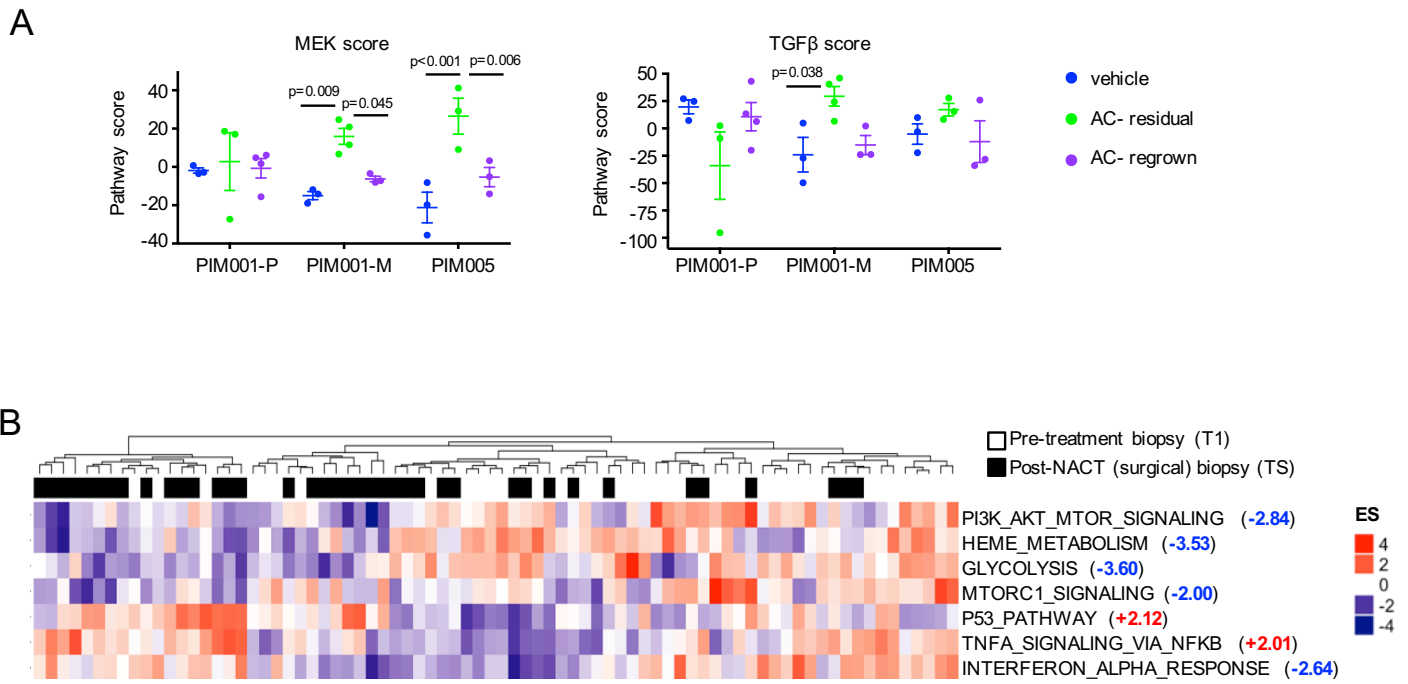 A
MEK score
TGFβ score
p<0.001
p=0.006
p=0.009
p=0.045
p=0.038
Pathway score
40
20
0
-20
-40
PIM001-P
PIM001-M
PIM005
Pathway score
50
25
0
-25
-50
-75
-100
PIM001-P
PIM001-M
PIM005
vehicle
AC- residual
AC- regrown
B
Pre-treatment biopsy (T1)
Post-NACT (surgical) biopsy (TS)
PI3K_AKT_MTOR_SIGNALING (-2.84)
HEME_METABOLISM (-3.53)
GLYCOLYSIS (-3.60)
MTORC1_SIGNALING (-2.00)
P53_PATHWAY (+2.12)
TNFA_SIGNALING_VIA_NFKB (+2.01)
INTERFERON_ALPHA_RESPONSE (-2.64)
ES
4
2
0
-2
-4